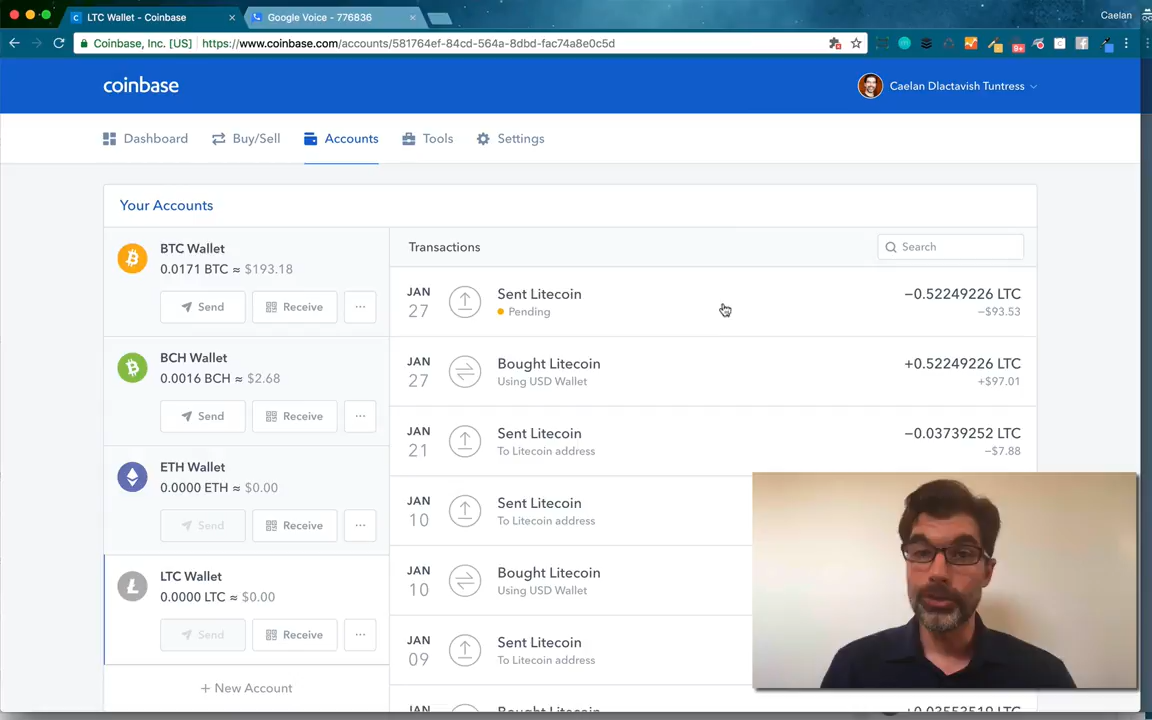 LTC Wallet - Coinbase
Google Voice - 776836
Caelan
Coinbase, Inc. [US]
https://www.coinbase.com/accounts/581764ef-84cd-564a-8dbd-fac74a8e0c5d
coinbase
Caelan Dlactavish Tuntress
Dashboard
Buy/Sell
Accounts
Tools
Settings
Your Accounts
BTC Wallet
0.0171 BTC ≈ $193.18
Send
Receive
BCH Wallet
0.0016 BCH ≈ $2.68
Send
Receive
ETH Wallet
0.0000 ETH ≈ $0.00
Send
Receive
LTC Wallet
0.0000 LTC ≈ $0.00
Send
Receive
+ New Account
Transactions
Search
JAN
27
Sent Litecoin
Pending
−0.52249226 LTC
−$93.53
JAN
27
Bought Litecoin
Using USD Wallet
+0.52249226 LTC
+$97.01
JAN
21
Sent Litecoin
To Litecoin address
−0.03739252 LTC
−$7.88
JAN
10
Sent Litecoin
To Litecoin address
JAN
10
Bought Litecoin
Using USD Wallet
JAN
09
Sent Litecoin
To Litecoin address
JAN
Bought Litecoin